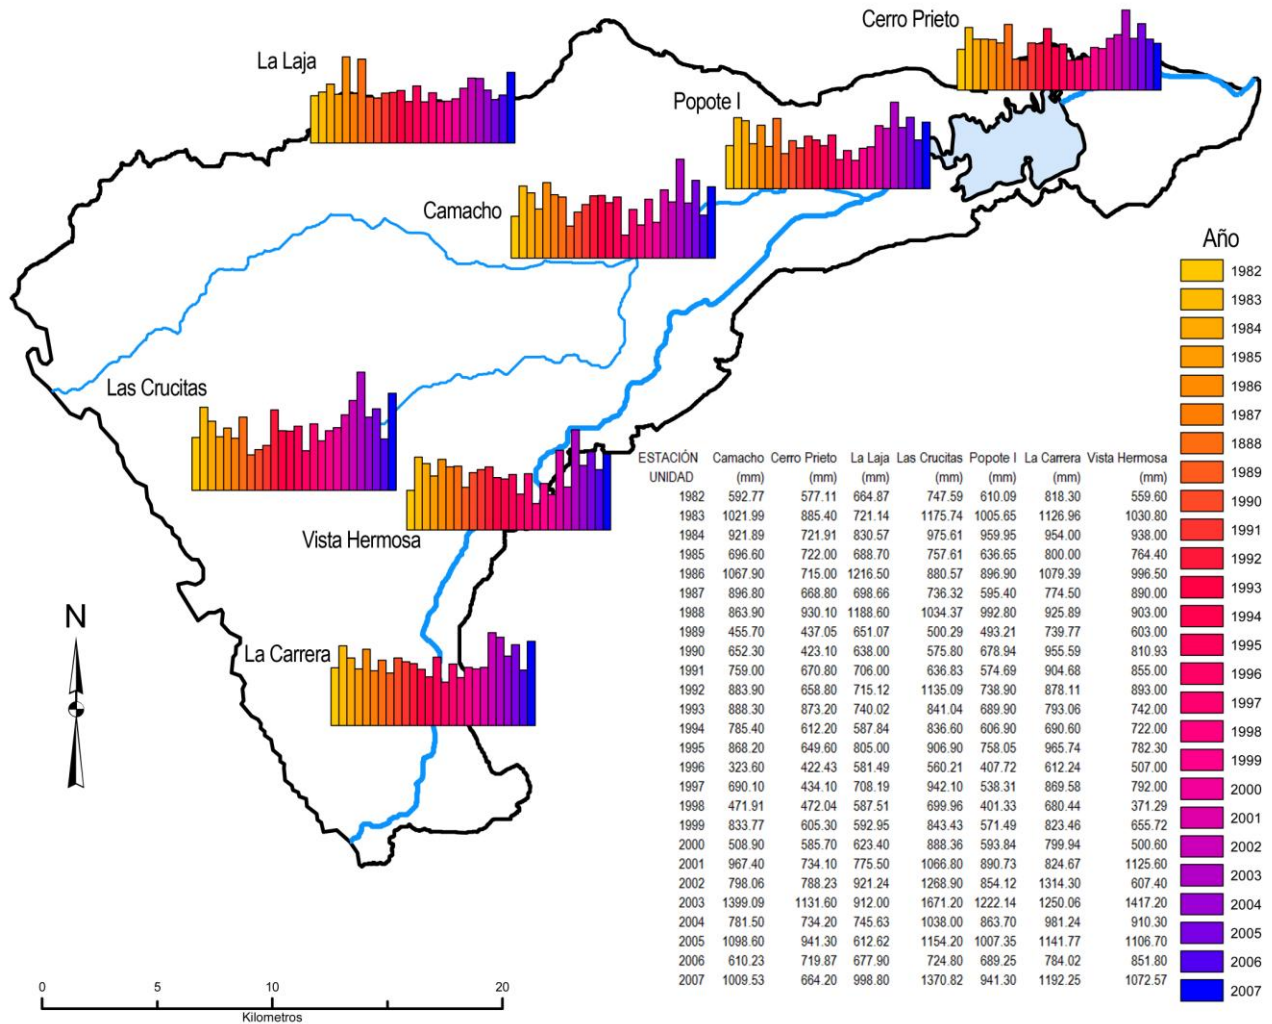 Cerro Prieto
La Laja
Popote I
Camacho
Las Crucitas
Vista Hermosa
La Carrera
N
Año
1982
1983
1984
1985
1986
1987
1888
1989
1990
1991
1992
1993
1994
1995
1996
1997
1998
1999
2000
2001
2002
2003
2004
2005
2006
2007
ESTACIÓN Camacho Cerro Prieto La Laja Las Crucitas Popote I La Carrera Vista Hermosa
UNIDAD (mm) (mm) (mm) (mm) (mm) (mm) (mm)
1982 592.77 577.11 664.87 747.59 610.09 818.30 559.60
1983 1021.99 885.40 721.14 1175.74 1005.65 1126.96 1030.80
1984 921.89 721.91 830.57 975.61 959.95 954.00 938.00
1985 696.60 722.00 688.70 757.61 636.65 800.00 764.40
1986 1067.90 715.00 1216.50 880.57 896.90 1079.39 996.50
1987 896.80 668.80 698.66 736.32 595.40 774.50 890.00
1988 863.90 930.10 1188.60 1034.37 992.80 925.89 903.00
1989 455.70 437.05 651.07 500.29 493.21 739.77 603.00
1990 652.30 423.10 638.00 575.80 678.94 955.59 810.93
1991 759.00 670.80 706.00 636.83 574.69 904.68 855.00
1992 883.90 658.80 715.12 1135.09 738.90 878.11 893.00
1993 888.30 873.20 740.02 841.04 689.90 793.06 742.00
1994 785.40 612.20 587.84 836.60 606.90 690.60 722.00
1995 868.20 649.60 805.00 906.90 758.05 965.74 782.30
1996 323.60 422.43 581.49 560.21 407.72 612.24 507.00
1997 690.10 434.10 708.19 942.10 538.31 869.58 792.00
1998 471.91 472.04 587.51 699.96 401.33 680.44 371.29
1999 833.77 605.30 592.95 843.43 571.49 823.46 655.72
2000 508.90 585.70 623.40 888.36 593.84 799.94 500.60
2001 967.40 734.10 775.50 1066.80 890.73 824.67 1125.60
2002 798.06 788.23 921.24 1268.90 854.12 1314.30 607.40
2003 1399.09 1131.60 912.00 1671.20 1222.14 1250.06 1417.20
2004 781.50 734.20 745.63 1038.00 863.70 981.24 910.30
2005 1098.60 941.30 612.62 1154.20 1007.35 1141.77 1106.70
2006 610.23 719.87 677.90 724.80 689.25 784.02 851.80
2007 1009.53 664.20 998.80 1370.82 941.30 1192.25 1072.57
0 5 10 20
Kilometros